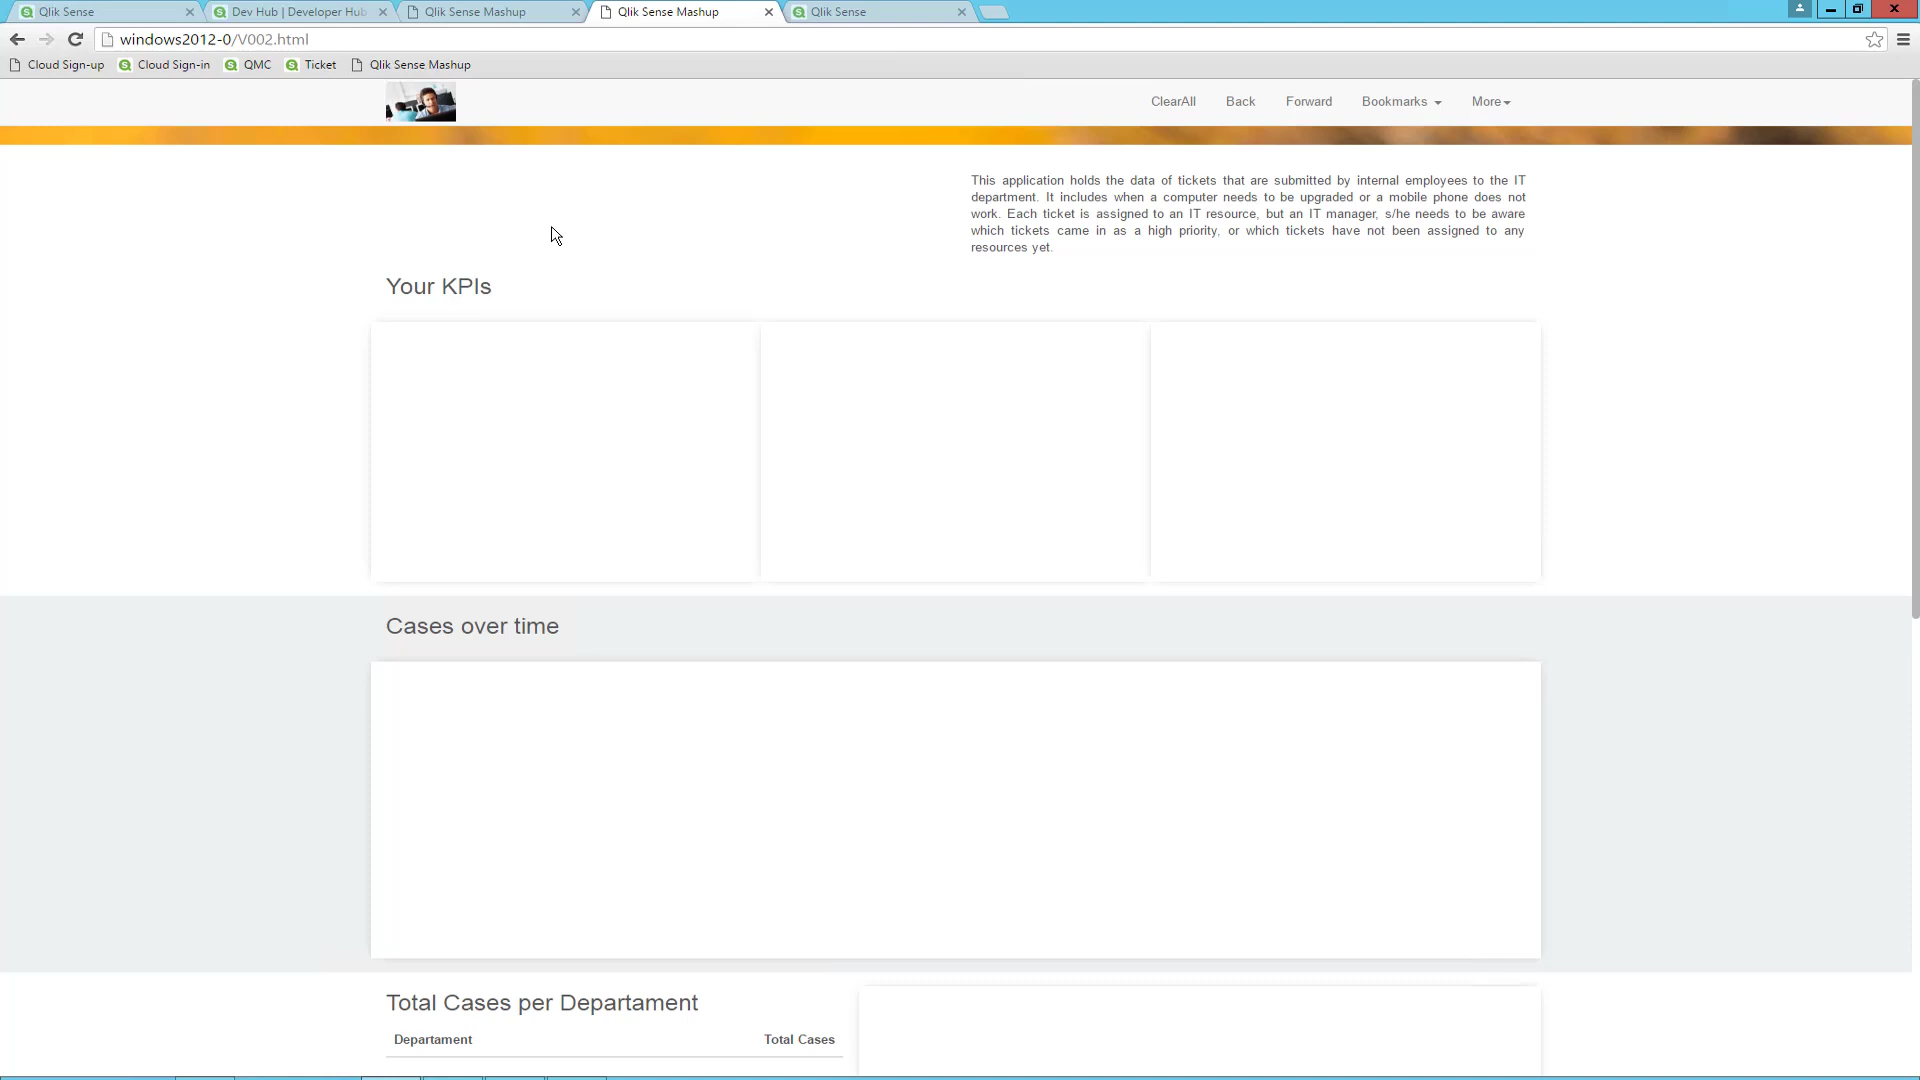 Qlik Sense
Dev Hub | Developer Hub
Qlik Sense Mashup
Qlik Sense Mashup
Qlik Sense
windows2012-0/V002.html
Cloud Sign-up
Cloud Sign-in
QMC
Ticket
Qlik Sense Mashup
ClearAll
Back
Forward
Bookmarks
More
This application holds the data of tickets that are submitted by internal employees to the IT
department. It includes when a computer needs to be upgraded or a mobile phone does not
work. Each ticket is assigned to an IT resource, but an IT manager, s/he needs to be aware
which tickets came in as a high priority, or which tickets have not been assigned to any
resources yet.
Your KPIs
Cases over time
Total Cases per Departament
Departament Total Cases